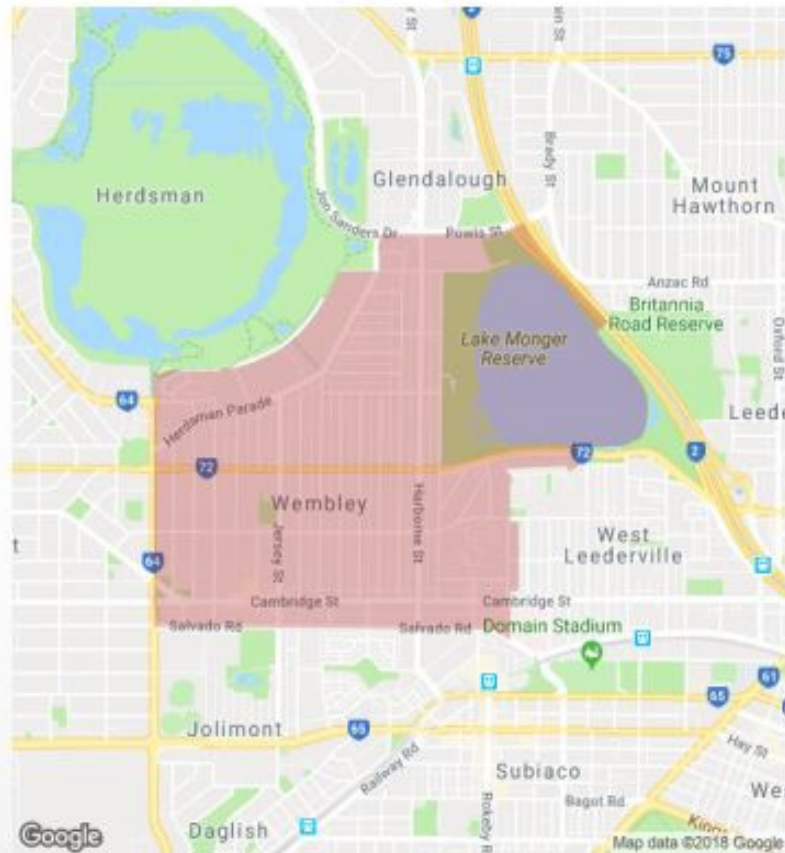 75
Herdsman
Glendalough
Brady St
Mount
Hawthorn
Jon Sanders Dr
Powis St
Anzac Rd
Britannia
Road Reserve
Lake Monger
Reserve
Oxford St
64
Herdsman Parade
72
72
2
Wembley
Harborne St
Jersey St
West
Leederville
64
Cambridge St
Cambridge St
Salvado Rd
Salvado Rd
Domain Stadium
61
65
65
Jolimont
Hay St
Railway Rd
Subiaco
Bagot Rd
Daglish
Google
Map data ©2018 Google